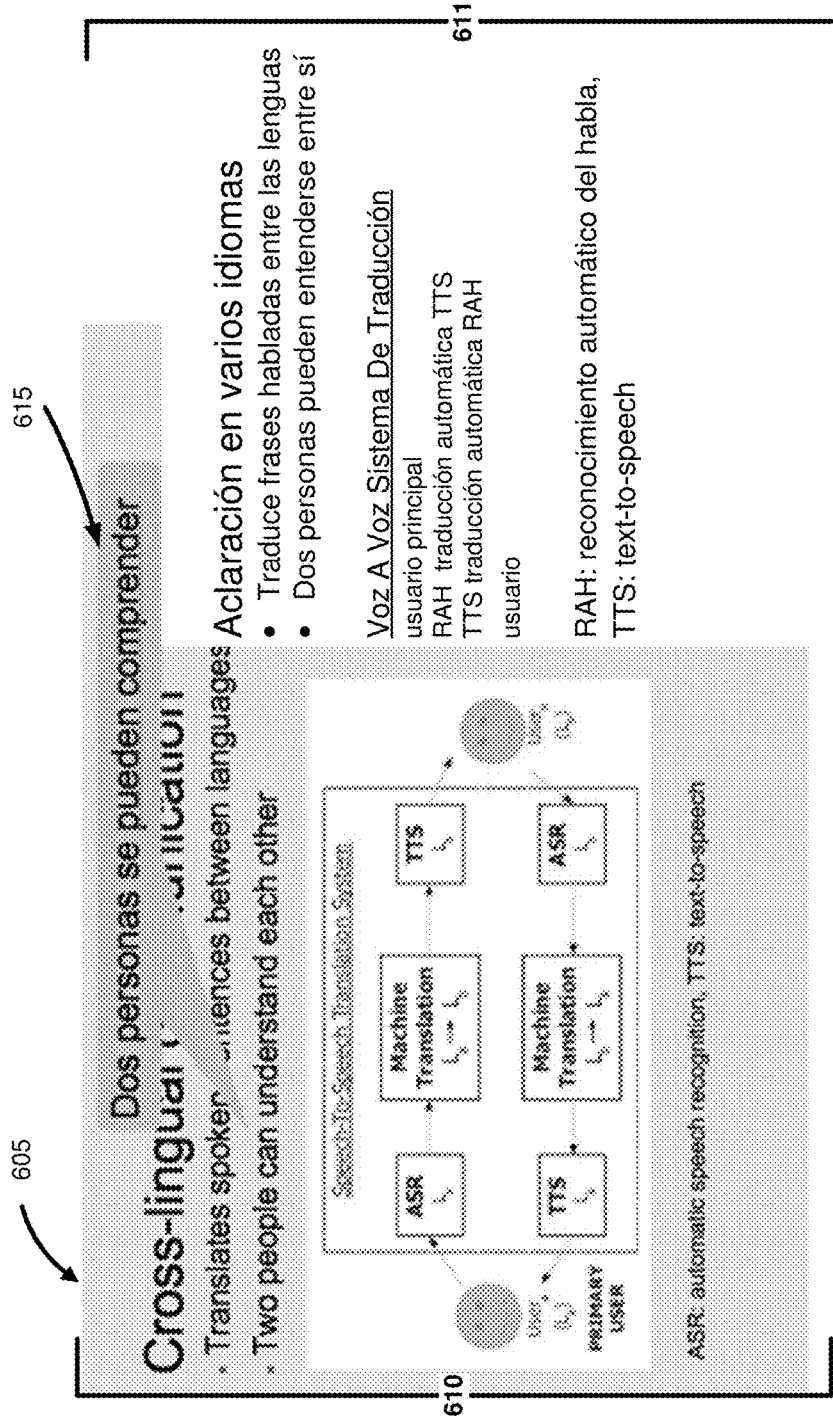 605
615
Dos personas se pueden comprender
Cross-lingual
Translates spoken between languages
Two people can understand each other
Speech-To-Speech Translation System
ASR
Machine
Translation
TTS
TTS
Machine
Translation
ASR
User
PRIMARY
USER
User
ASR: automatic speech recognition, TTS: text-to-speech
610
Aclaración en varios idiomas
• Traduce frases habladas entre las lenguas
• Dos personas pueden entenderse entre sí
Voz A Voz Sistema De Traducción
usuario principal
RAH traducción automática TTS
TTS traducción automática RAH
usuario
RAH: reconocimiento automático del habla,
TTS: text-to-speech
611